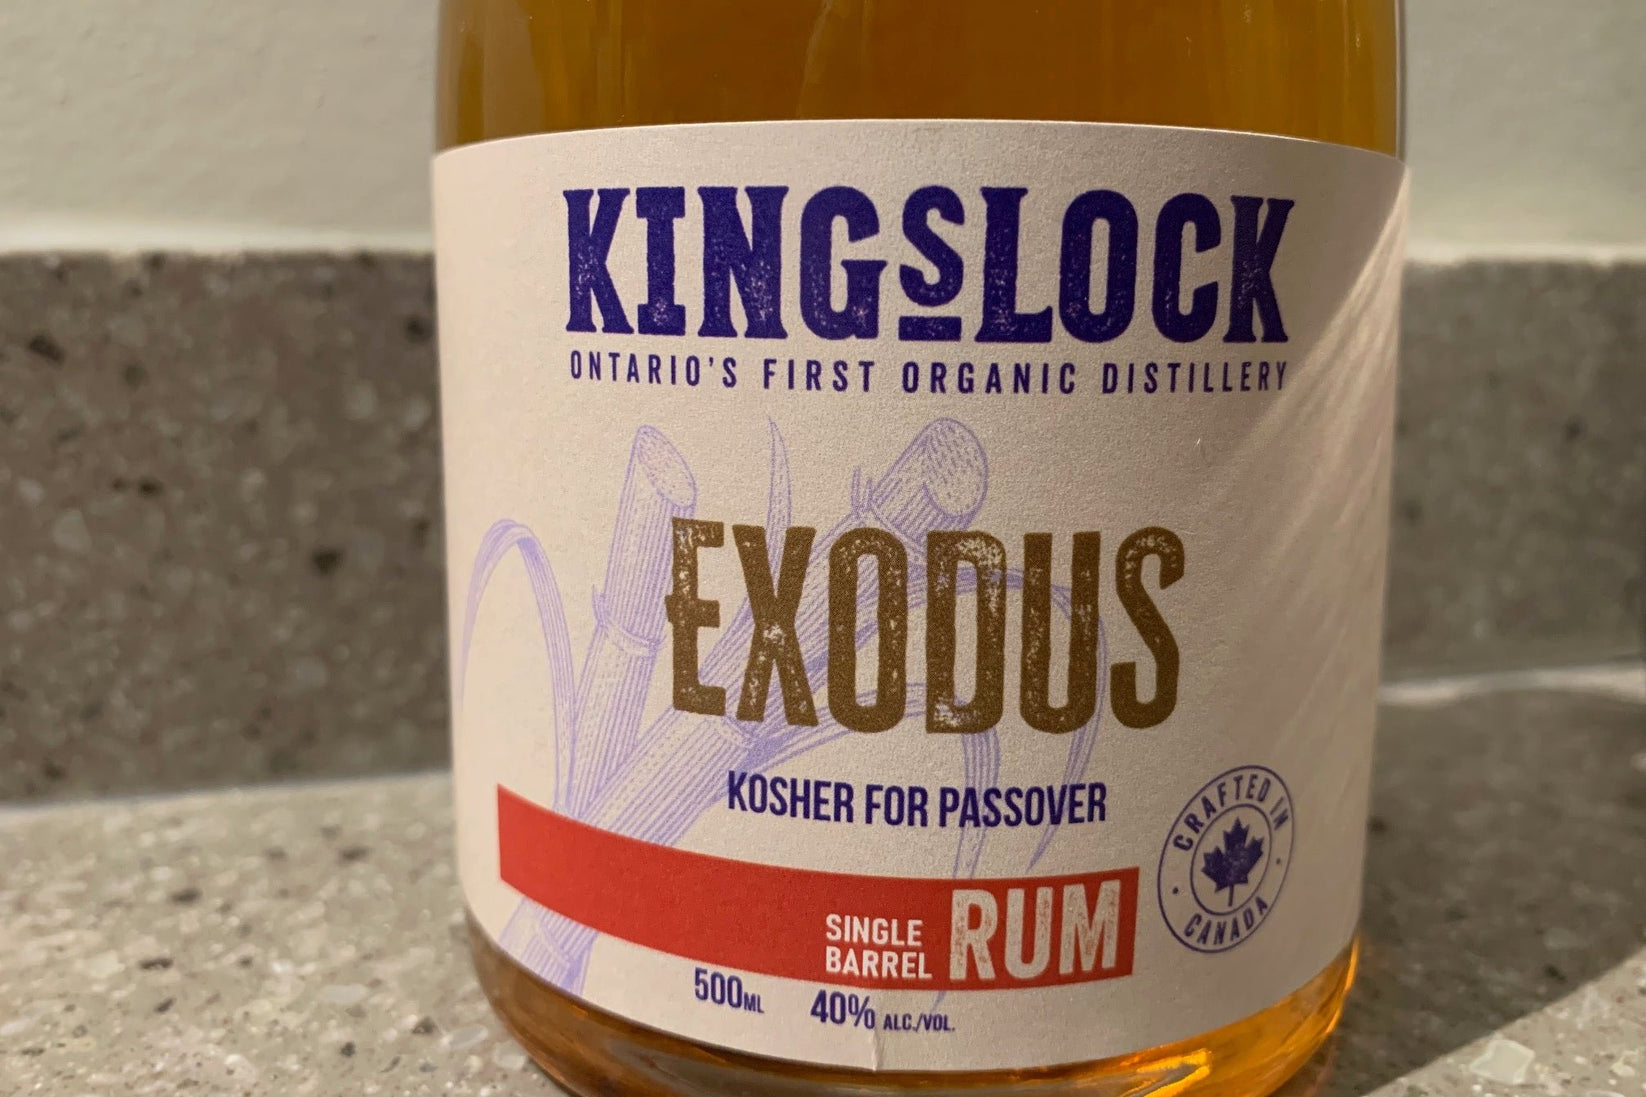 KINGSLOCK
ONTARIO'S FIRST ORGANIC DISTILLERY
EXODUS
KOSHER FOR PASSOVER
CRAFTED IN
CANADA
SINGLE
BARREL RUM
500ML 40% ALC./VOL.